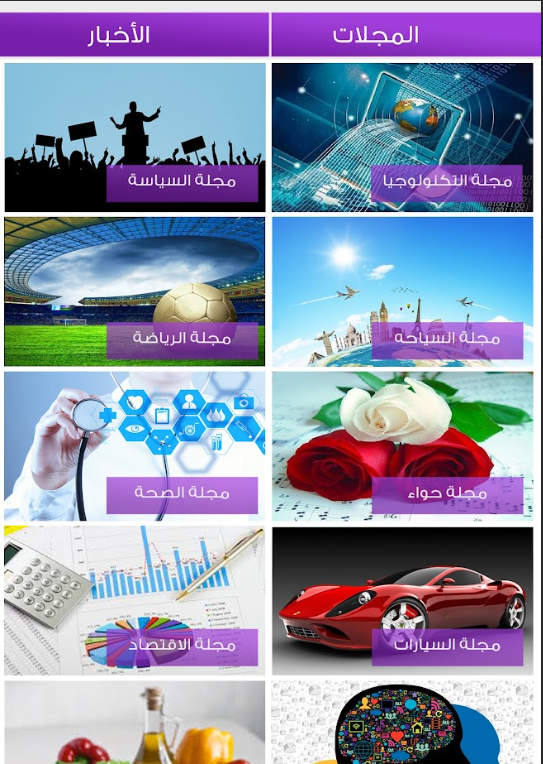 المجلات
الأخبار
مجلة التكنولوجيا
مجلة السياسة
مجلة السياحه
مجلة الرياضة
مجلة حواء
مجلة الصحة
مجلة السيارات
مجلة الاقتصاد